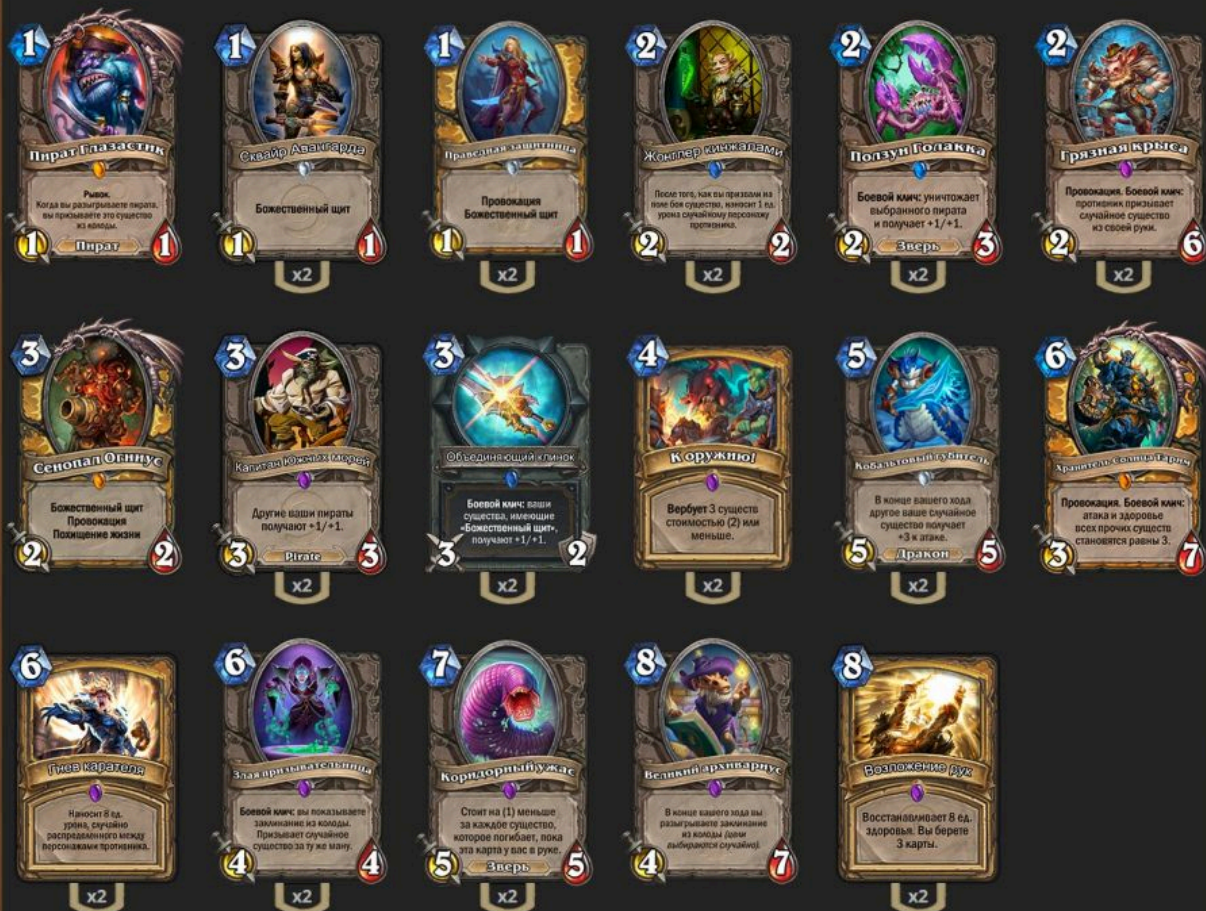 1
Пират Глазастик
Рывок.
Когда вы разыгрываете пирата,
вы призываете это существо
из колоды.
1
Пират
1
1
Сквайр Авангарда
Божественный щит
1
1
x2
1
Праведная защитница
Провокация
Божественный щит
1
1
x2
2
Жонглер кинжалами
После того, как вы призвали на
поле боя существо, наносит 1 ед.
урона случайному персонажу
противника.
2
2
x2
2
Ползун Голакка
Боевой клич: уничтожает
выбранного пирата
и получает +1/+1.
2
Зверь
3
x2
2
Грязная крыса
Провокация. Боевой клич:
противник призывает
случайное существо
из своей руки.
2
6
x2
3
Сенопал Огниус
Божественный щит
Провокация
Похищение жизни
2
2
3
Капитан Южных морей
Другие ваши пираты
получают +1/+1.
3
Pirate
3
x2
3
Объединяющий клинок
Боевой клич: ваши
существа, имеющие
«Божественный щит»,
получают +1/+1.
3
2
x2
4
К оружию!
Вербует 3 существ
стоимостью (2) или
меньше.
x2
5
Кобальтовый губитель
В конце вашего хода
другое ваше случайное
существо получает
+3 к атаке.
5
Дракон
5
x2
6
Хранитель Солнца Тарим
Провокация. Боевой клич:
атака и здоровье
всех прочих существ
становятся равны 3.
3
7
6
Гнев карателя
Наносит 8 ед.
урона, случайно
распределенного между
персонажами противника.
x2
6
Злая призывательница
Боевой клич: вы показываете
заклинание из колоды.
Призывает случайное
существо за ту же ману.
4
4
x2
7
Коридорный ужас
Стоит на (1) меньше
за каждое существо,
которое погибает, пока
эта карта у вас в руке.
5
Зверь
5
x2
8
Великий архивариус
В конце вашего хода вы
разыгрываете заклинание
из колоды (цели
выбираются случайно).
4
7
x2
8
Возложение рук
Восстанавливает 8 ед.
здоровья. Вы берете
3 карты.
x2